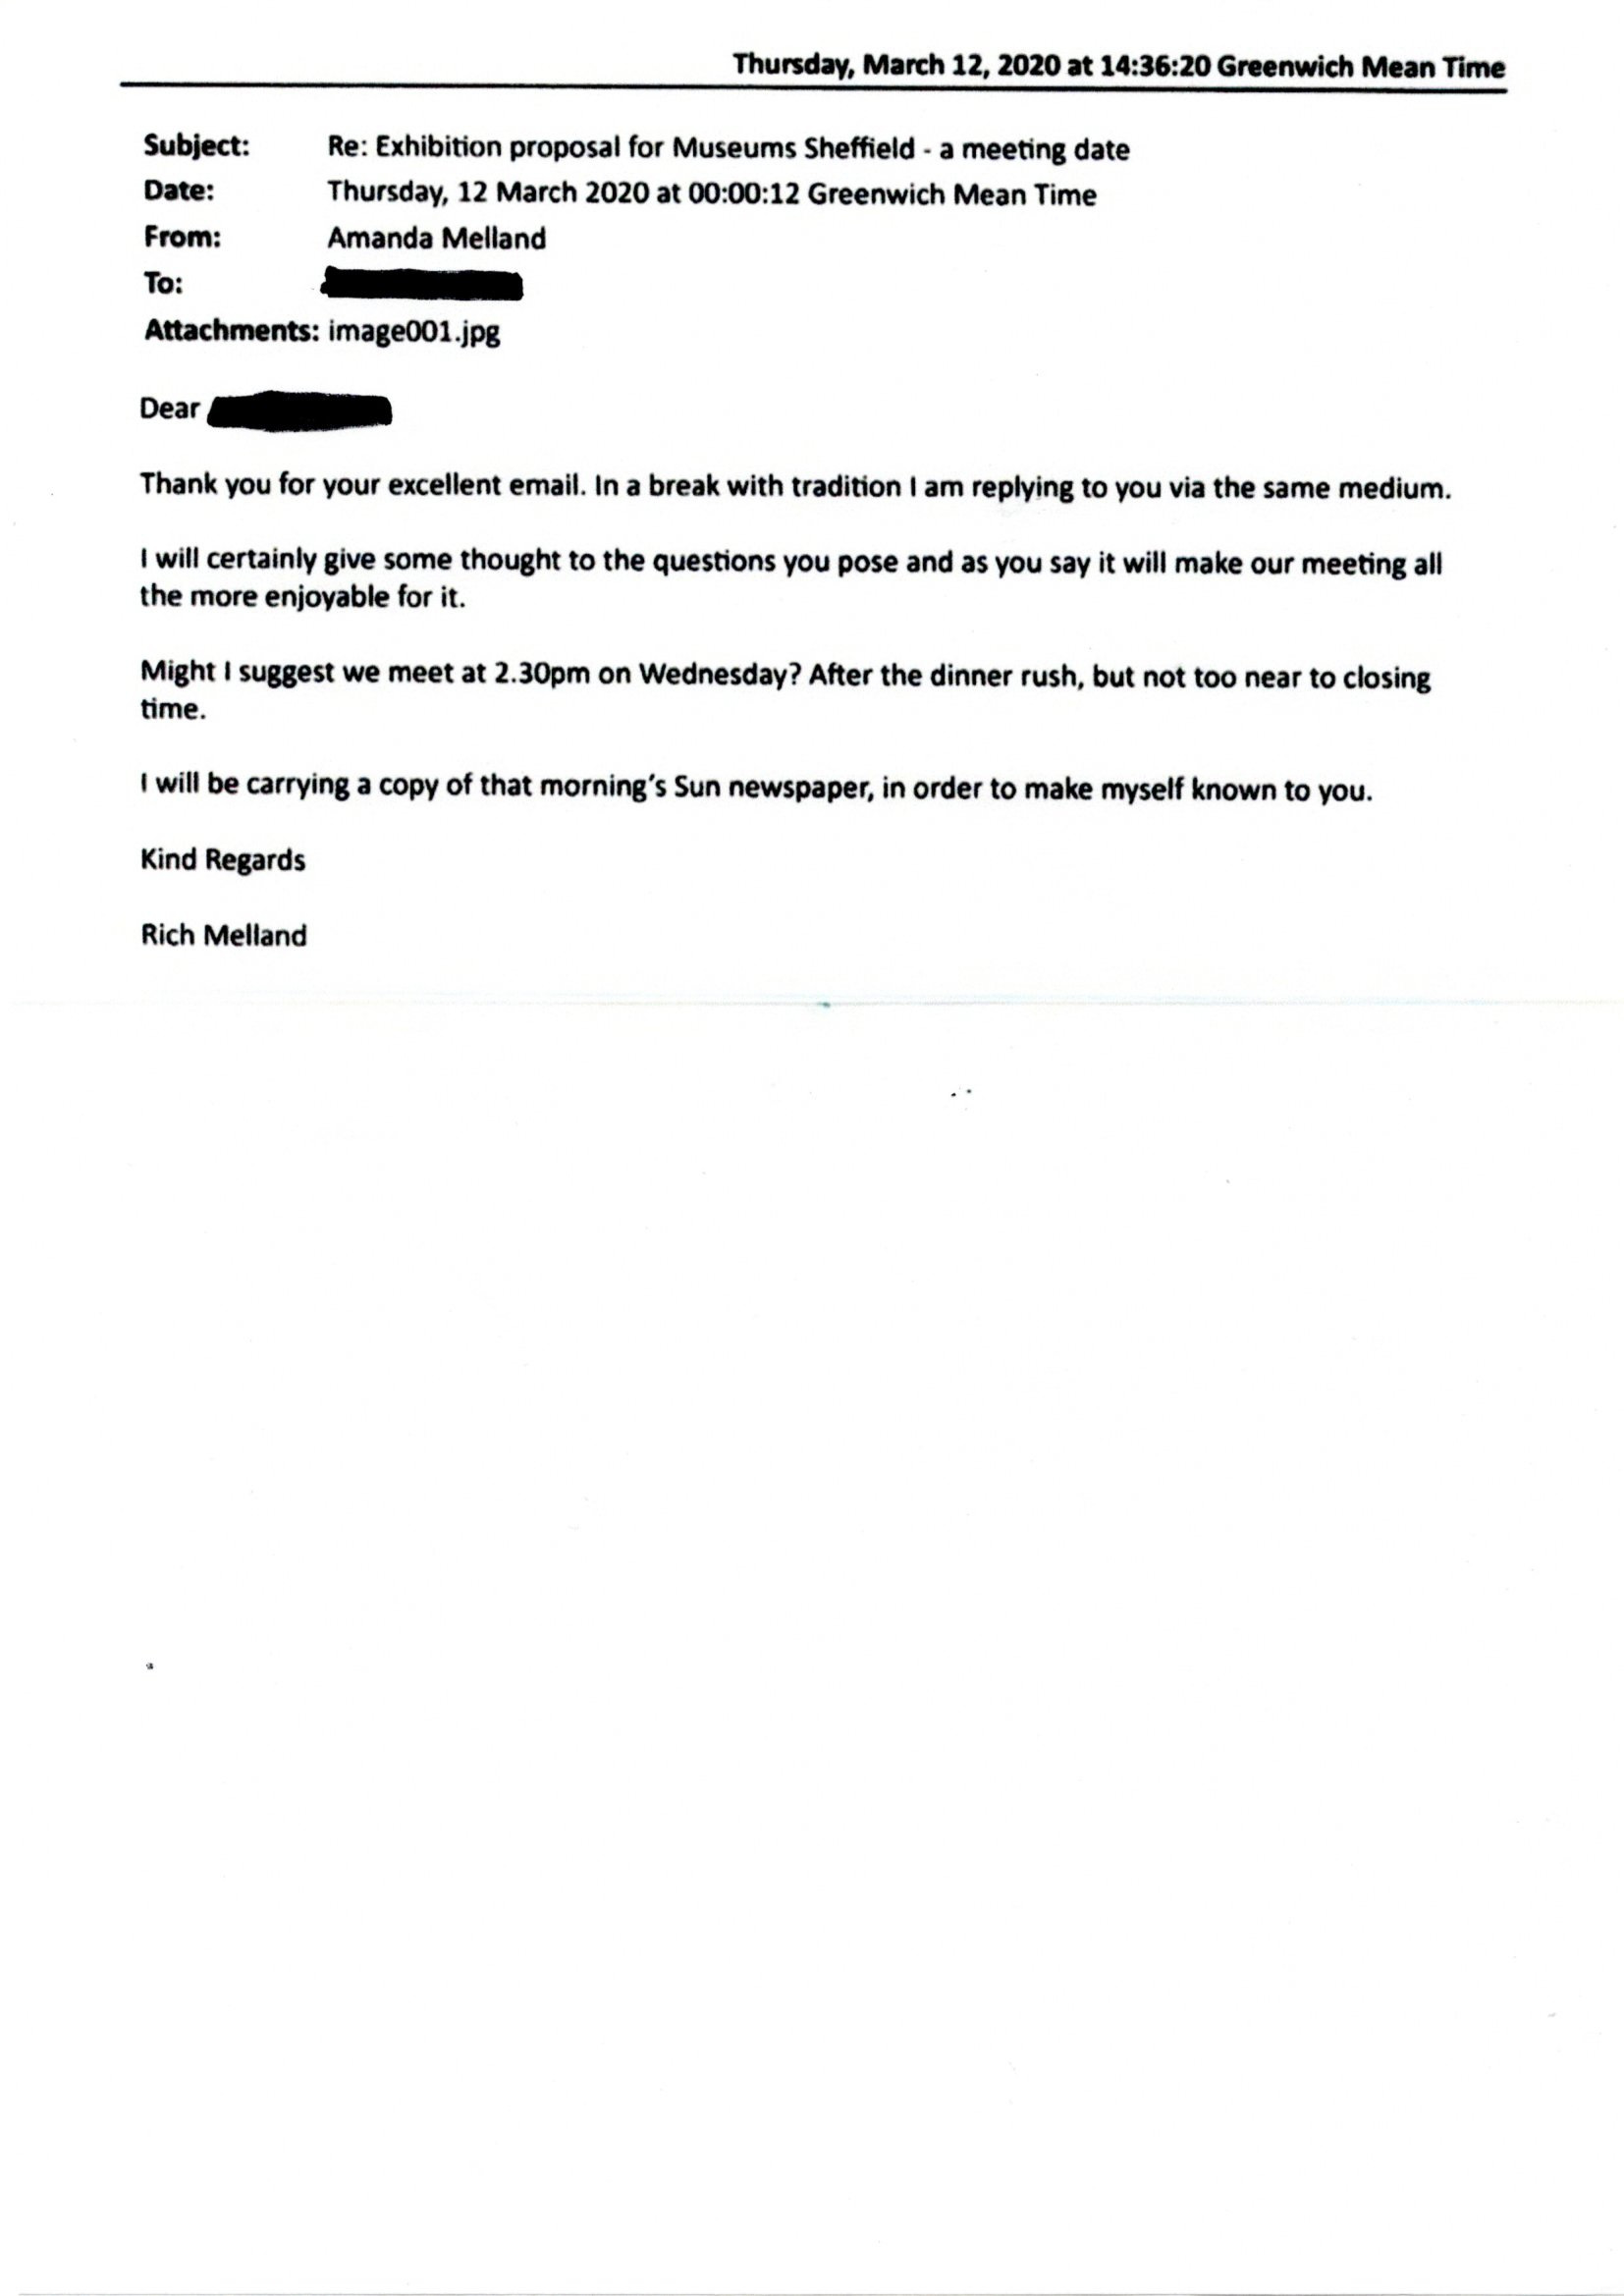 Thursday, March 12, 2020 at 14:36:20 Greenwich Mean Time
Subject: Re: Exhibition proposal for Museums Sheffield - a meeting date
Date: Thursday, 12 March 2020 at 00:00:12 Greenwich Mean Time
From: Amanda Melland
To:
Attachments: image001.jpg
Dear
Thank you for your excellent email. In a break with tradition I am replying to you via the same medium.
I will certainly give some thought to the questions you pose and as you say it will make our meeting all
the more enjoyable for it.
Might I suggest we meet at 2.30pm on Wednesday? After the dinner rush, but not too near to closing
time.
I will be carrying a copy of that morning's Sun newspaper, in order to make myself known to you.
Kind Regards
Rich Melland